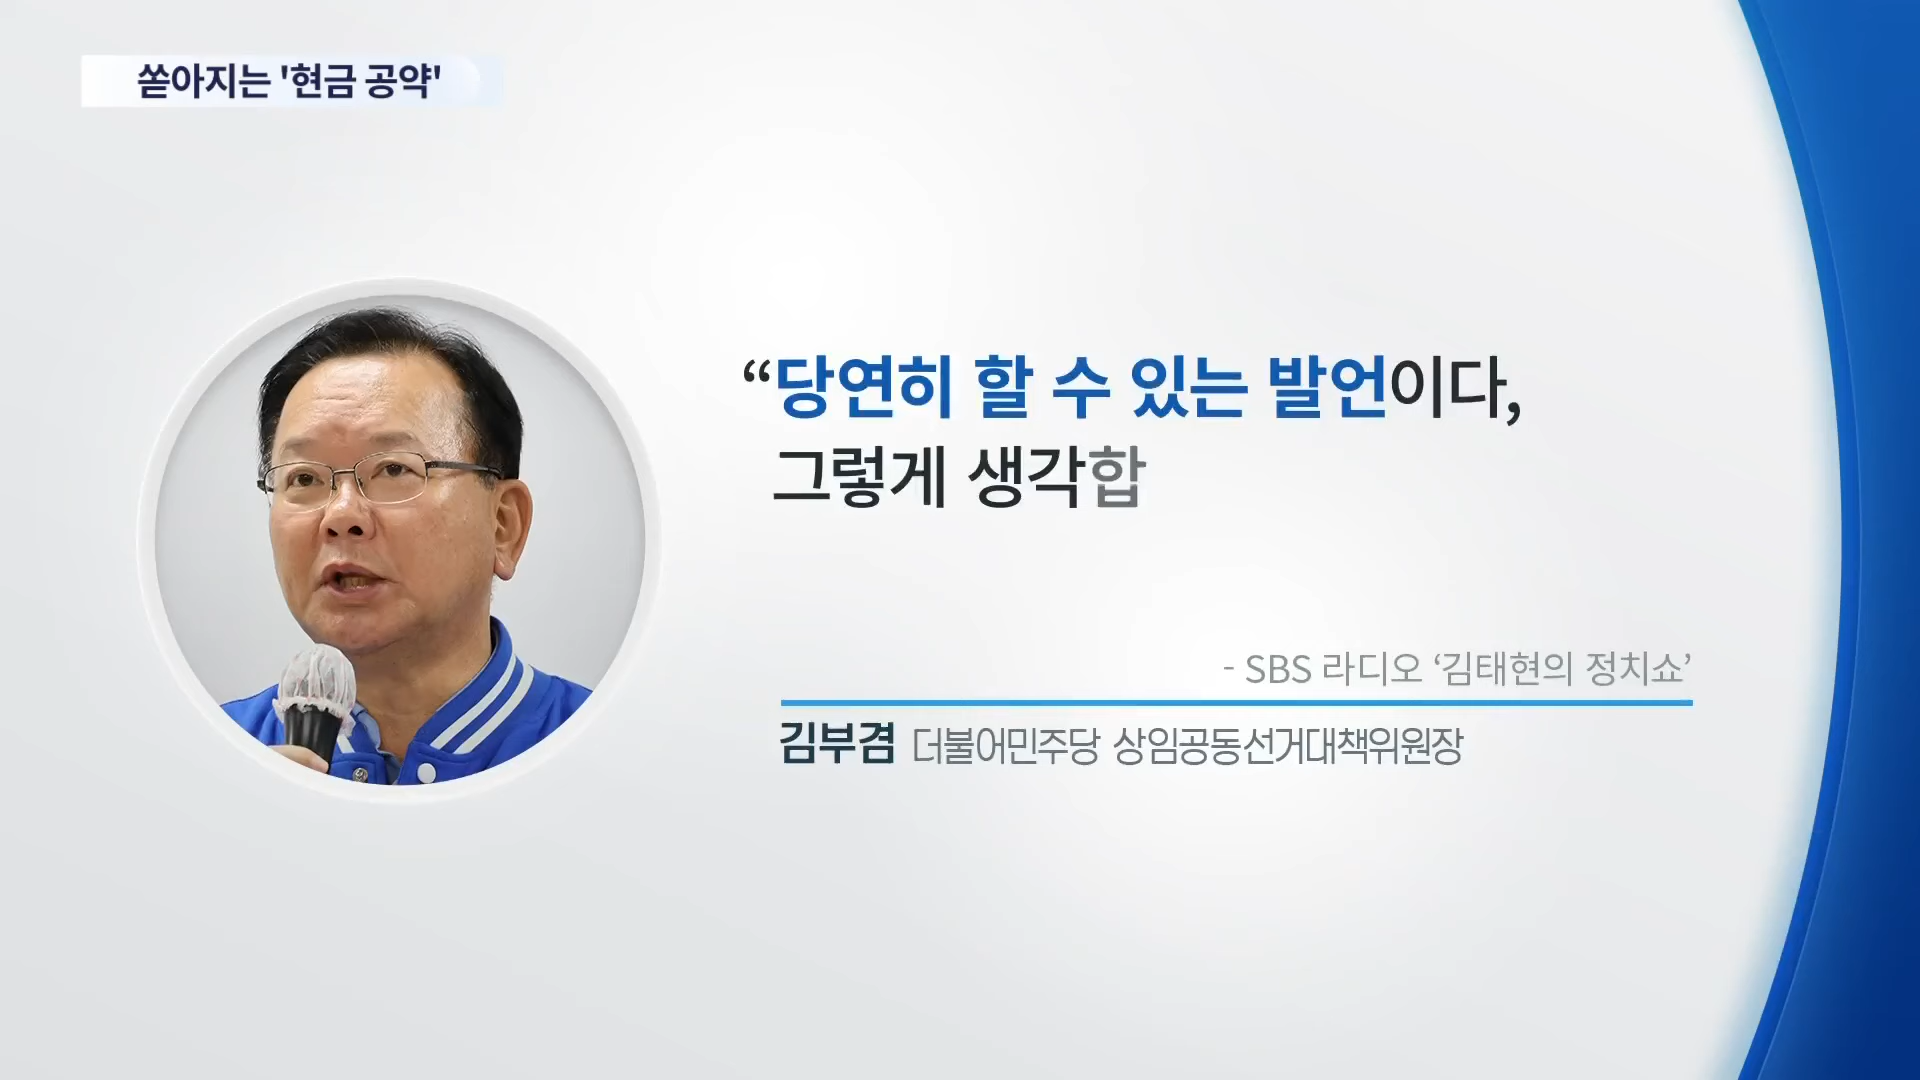 쏟아지는 '현금 공약'
“당연히 할 수 있는 발언이다,
그렇게 생각합
- SBS 라디오 ‘김태현의 정치쇼’
김부겸 더불어민주당 상임공동선거대책위원장